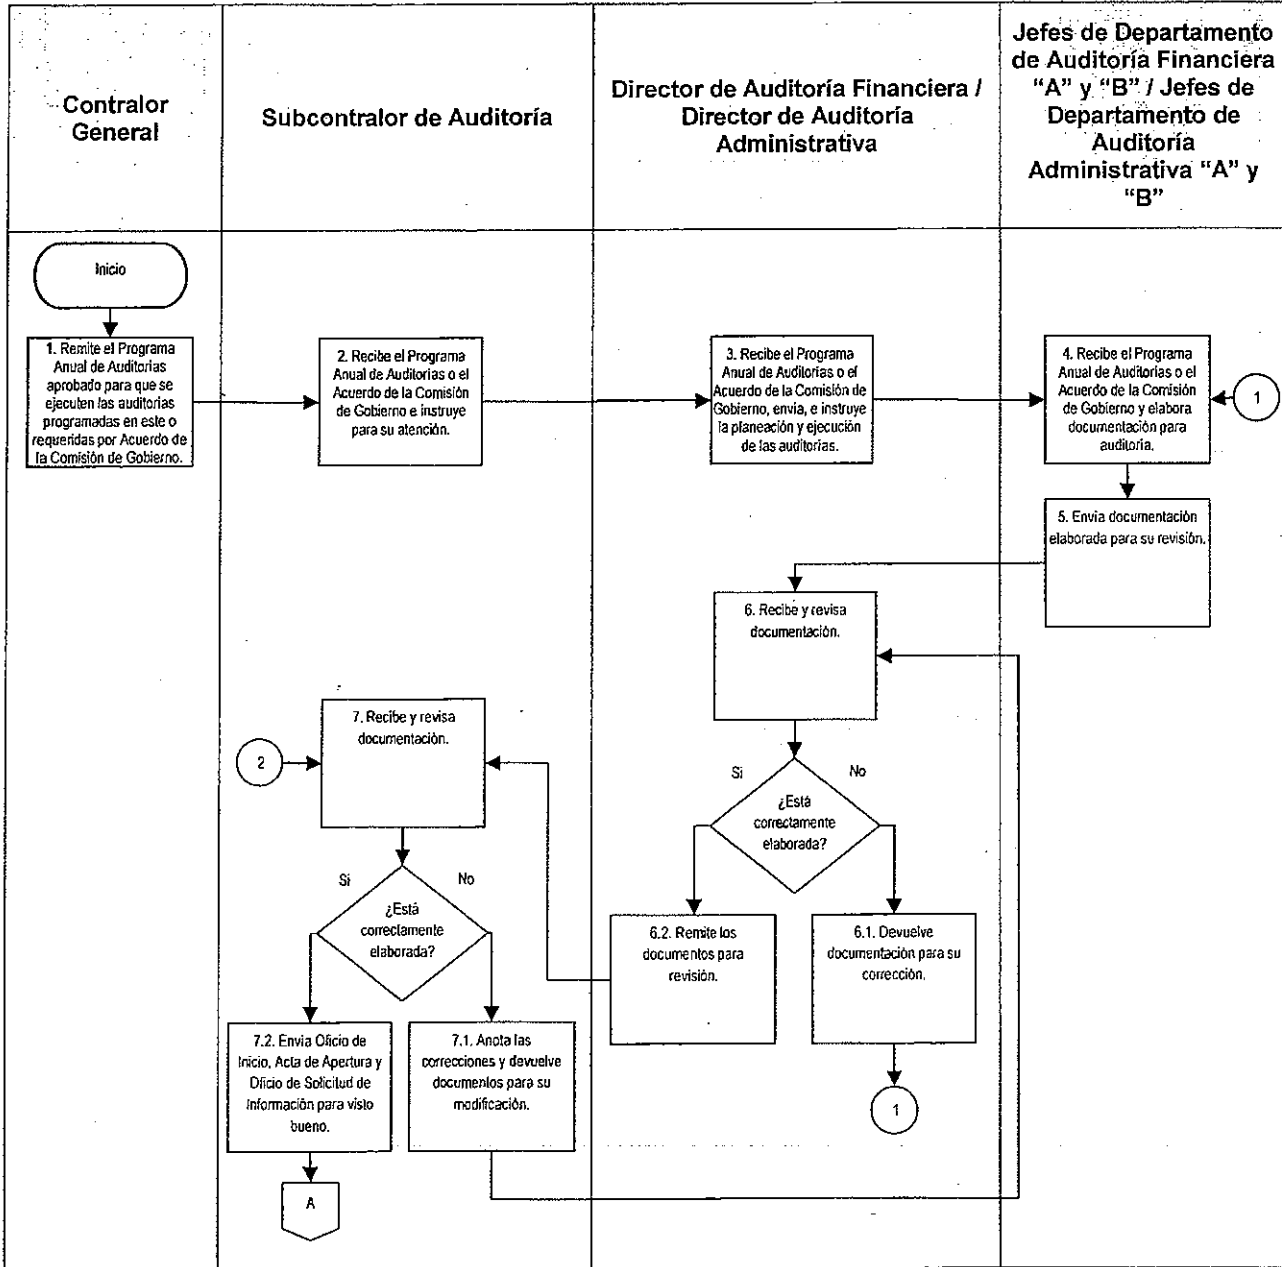 Contralor
General
Subcontralor de Auditoría
Director de Auditoría Financiera /
Director de Auditoría
Administrativa
Jefes de Departamento
de Auditoría Financiera
"A" y "B" / Jefes de
Departamento de
Auditoría
Administrativa "A" y
"B"
Inicio
1. Remite el Programa
Anual de Auditorias
aprobado para que se
ejecuten las auditorias
programadas en este o
requeridas por Acuerdo de
la Comisión de Gobierno.
2. Recibe el Programa
Anual de Auditorias o el
Acuerdo de la Comisión
de Gobierno e instruye
para su atención.
3. Recibe el Programa
Anual de Auditorias o el
Acuerdo de la Comisión de
Gobierno, envia, e instruye
la planeación y ejecución
de las auditorias.
4. Recibe el Programa
Anual de Auditorias o el
Acuerdo de la Comisión
de Gobierno y elabora
documentación para
auditoria.
1
5. Envia documentación
elaborada para su revisión.
6. Recibe y revisa
documentación.
7. Recibe y revisa
documentación.
2
Si
No
¿Está
correctamente
elaborada?
Si
No
¿Está
correctamente
elaborada?
6.2. Remite los
documentos para
revisión.
6.1. Devuelve
documentación para su
corrección.
7.2. Envia Oficio de
Inicio, Acta de Apertura y
Oficio de Solicitud de
Información para visto
bueno.
7.1. Anota las
correcciones y devuelve
documentos para su
modificación.
1
A